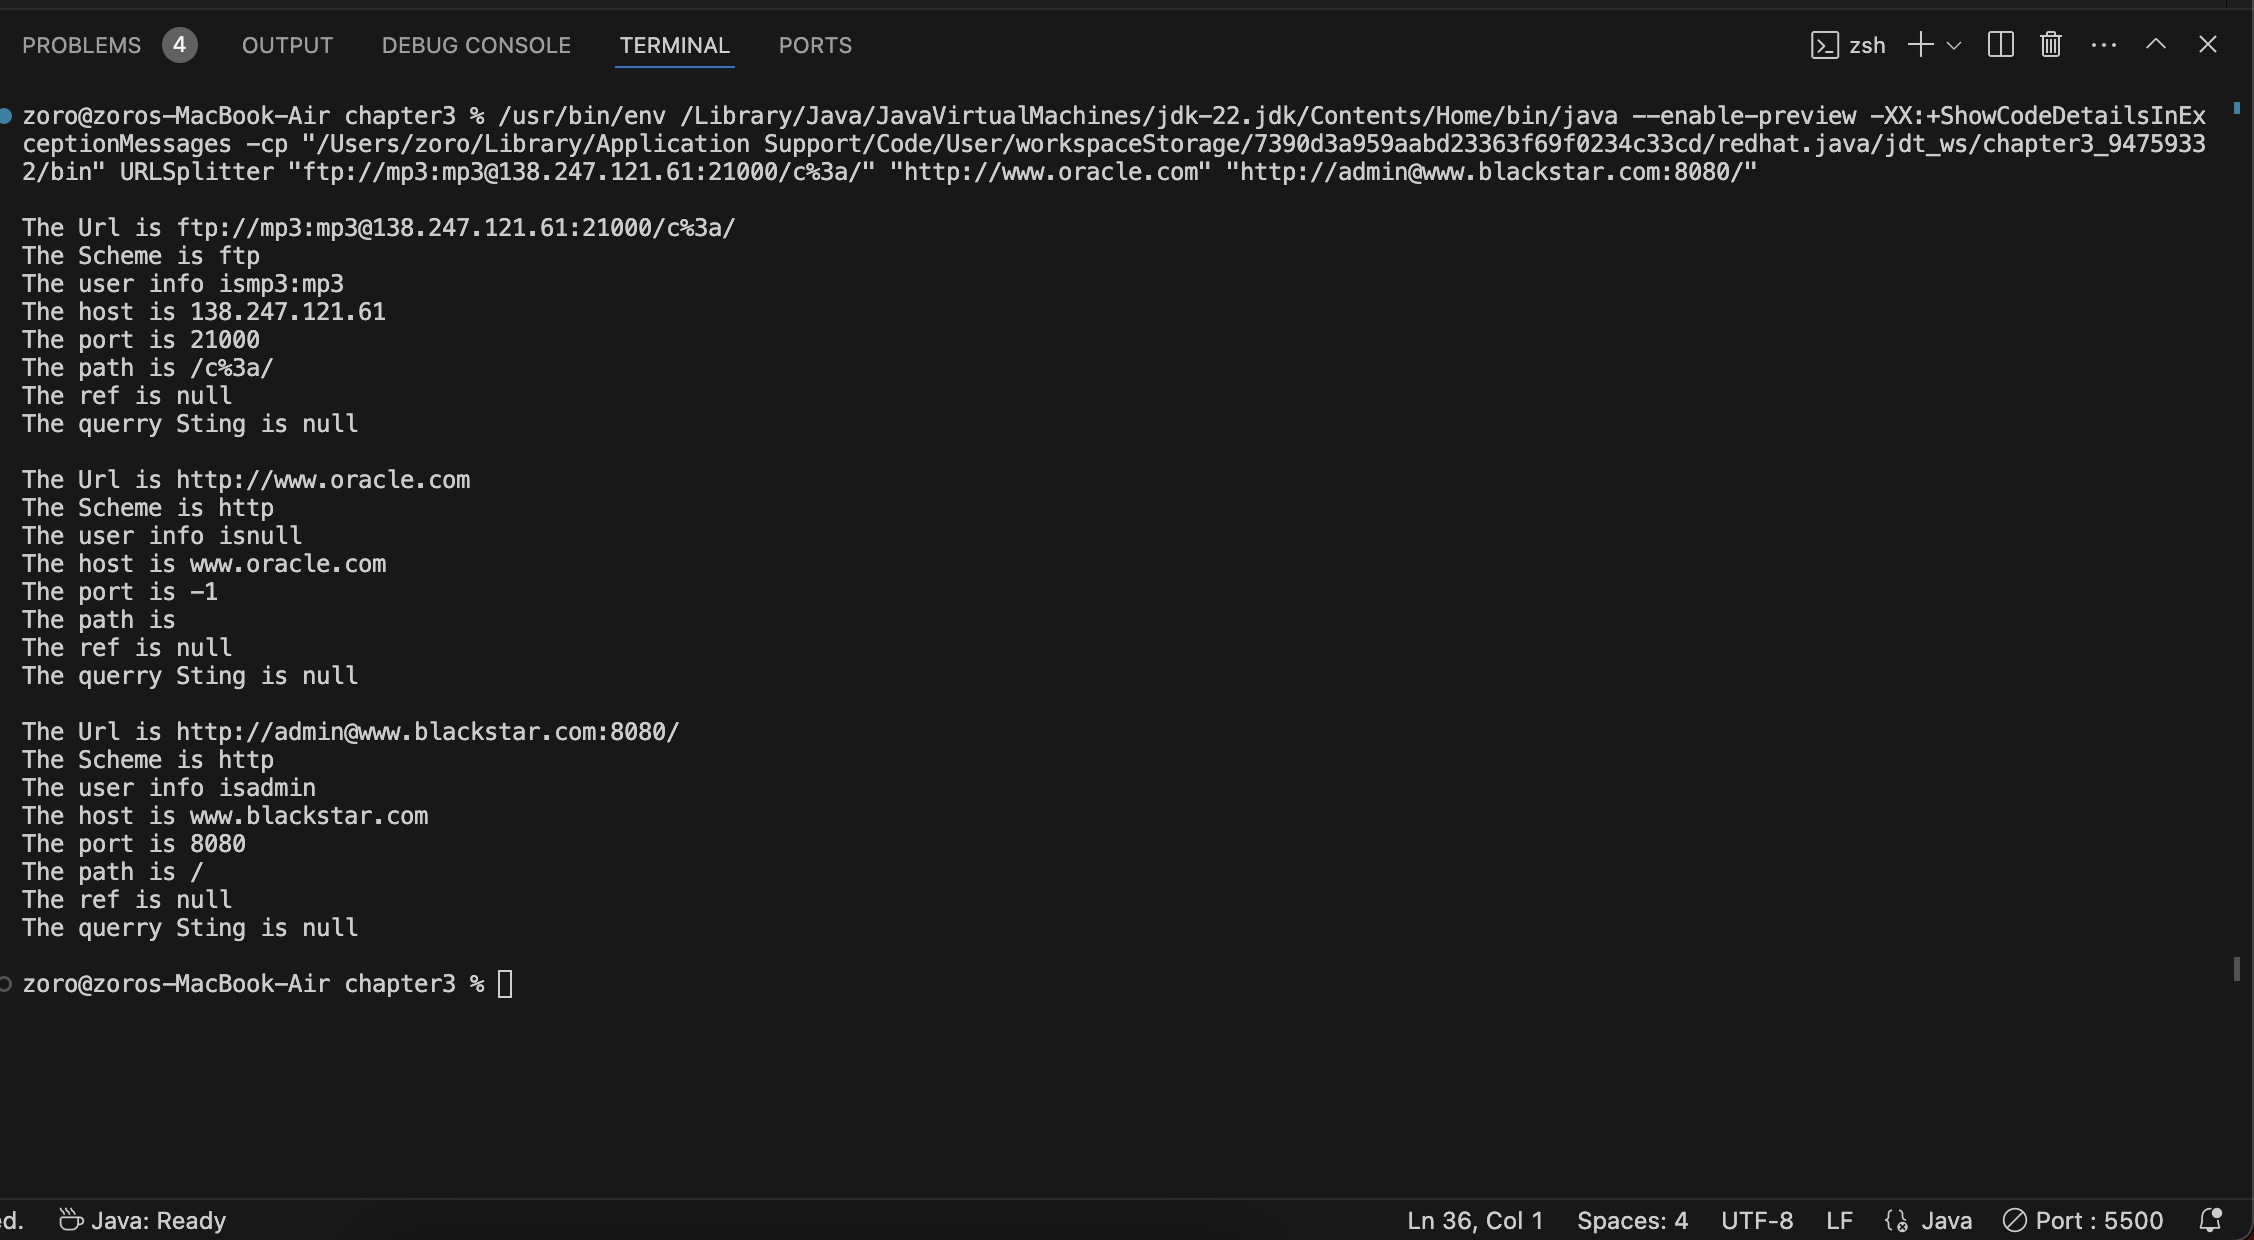 PROBLEMS 4 OUTPUT DEBUG CONSOLE TERMINAL PORTS zsh
zoro@zoros-MacBook-Air chapter3 % /usr/bin/env /Library/Java/JavaVirtualMachines/jdk-22.jdk/Contents/Home/bin/java --enable-preview -XX:+ShowCodeDetailsInEx
ceptionMessages -cp "/Users/zoro/Library/Application Support/Code/User/workspaceStorage/7390d3a959aabd23363f69f0234c33cd/redhat.java/jdt_ws/chapter3_9475933
2/bin" URLSplitter "ftp://mp3:mp3@138.247.121.61:21000/c%3a/" "http://www.oracle.com" "http://admin@www.blackstar.com:8080/"
The Url is ftp://mp3:mp3@138.247.121.61:21000/c%3a/
The Scheme is ftp
The user info ismp3:mp3
The host is 138.247.121.61
The port is 21000
The path is /c%3a/
The ref is null
The querry Sting is null
The Url is http://www.oracle.com
The Scheme is http
The user info isnull
The host is www.oracle.com
The port is -1
The path is
The ref is null
The querry Sting is null
The Url is http://admin@www.blackstar.com:8080/
The Scheme is http
The user info isadmin
The host is www.blackstar.com
The port is 8080
The path is /
The ref is null
The querry Sting is null
zoro@zoros-MacBook-Air chapter3 %
ed. Java: Ready Ln 36, Col 1 Spaces: 4 UTF-8 LF Java Port : 5500